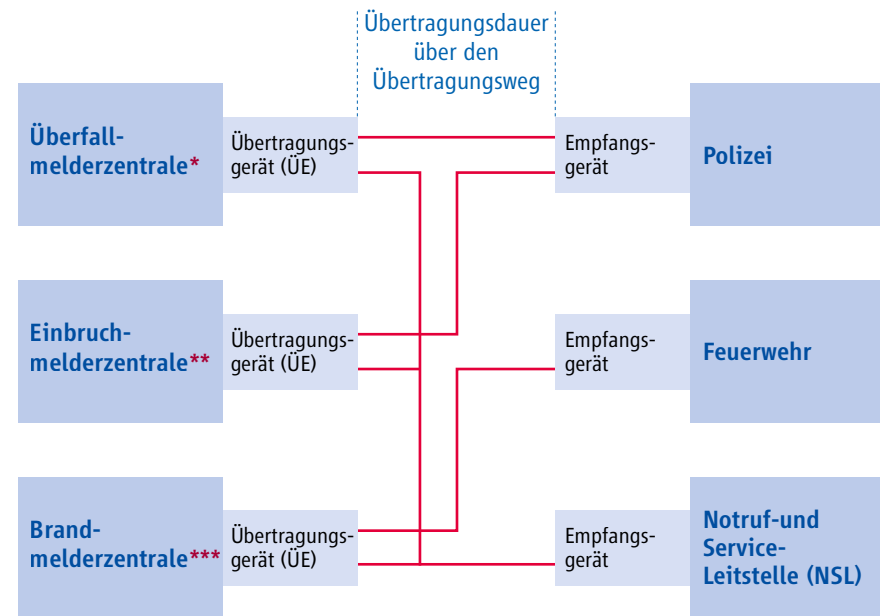 Übertragungsdauer
über den
Übertragungsweg
Überfall-
melderzentrale*
Übertragungs-
gerät (ÜE)
Empfangs-
gerät
Polizei
Einbruch-
melderzentrale**
Übertragungs-
gerät (ÜE)
Empfangs-
gerät
Feuerwehr
Brand-
melderzentrale***
Übertragungs-
gerät (ÜE)
Empfangs-
gerät
Notruf-und
Service-
Leitstelle (NSL)